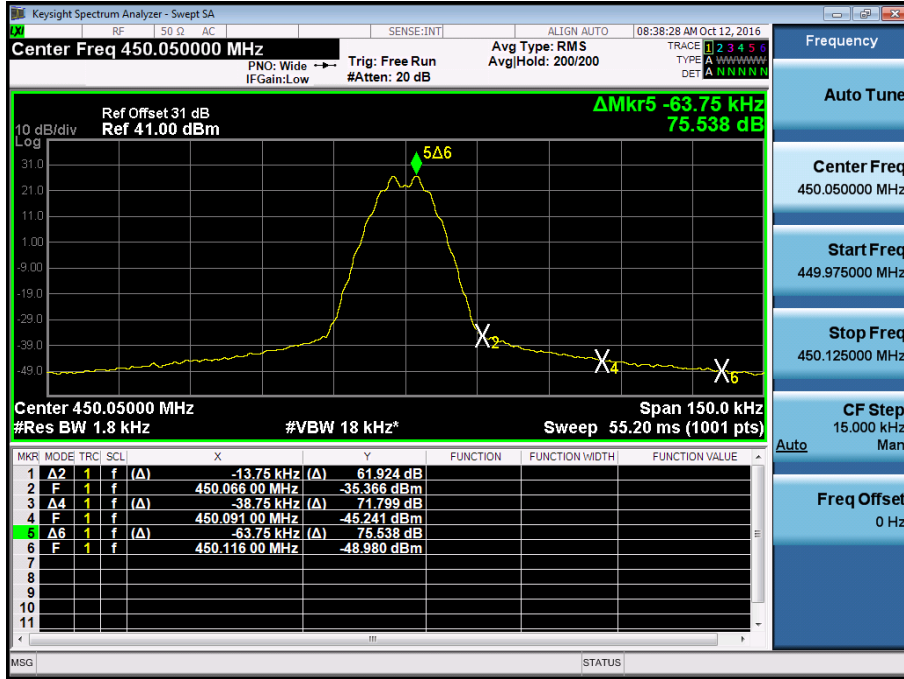 Keysight Spectrum Analyzer - Swept SA
LXI RF 50 Ω AC SENSE:INT ALIGN AUTO 08:38:28 AM Oct 12, 2016
Center Freq 450.050000 MHz Avg Type: RMS TRACE 1 2 3 4 5 6
PNO: Wide Trig: Free Run Avg|Hold: 200/200 TYPE A WWWWW
IFGain:Low #Atten: 20 dB DET A N N N N N
Frequency
Auto Tune
Center Freq
450.050000 MHz
Start Freq
449.975000 MHz
Stop Freq
450.125000 MHz
CF Step
15.000 kHz
Auto Man
Freq Offset
0 Hz
ΔMkr5 -63.75 kHz
75.538 dB
Ref Offset 31 dB
10 dB/div Ref 41.00 dBm
Log
5Δ6
31.0
21.0
11.0
1.00
-9.00
-19.0
-29.0
-39.0
-49.0
2
4
6
Center 450.05000 MHz Span 150.0 kHz
#Res BW 1.8 kHz #VBW 18 kHz* Sweep 55.20 ms (1001 pts)
MKR MODE TRC SCL X Y FUNCTION FUNCTION WIDTH FUNCTION VALUE
1 Δ2 1 f (Δ) -13.75 kHz (Δ) 61.924 dB
2 F 1 f 450.066 00 MHz -35.366 dBm
3 Δ4 1 f (Δ) -38.75 kHz (Δ) 71.799 dB
4 F 1 f 450.091 00 MHz -45.241 dBm
5 Δ6 1 f (Δ) -63.75 kHz (Δ) 75.538 dB
6 F 1 f 450.116 00 MHz -48.980 dBm
7
8
9
10
11
MSG STATUS